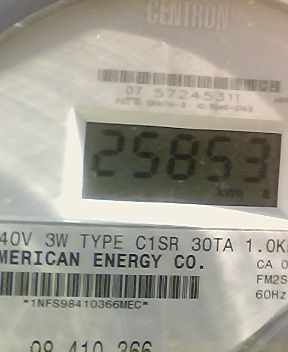 CENTRON
07 57245311
25853
kWh
40V 3W TYPE C1SR 30TA 1.0K
MERICAN ENERGY CO.
CA 0
FM2S
60Hz
*1NFS98410366MEC*
98 410 366